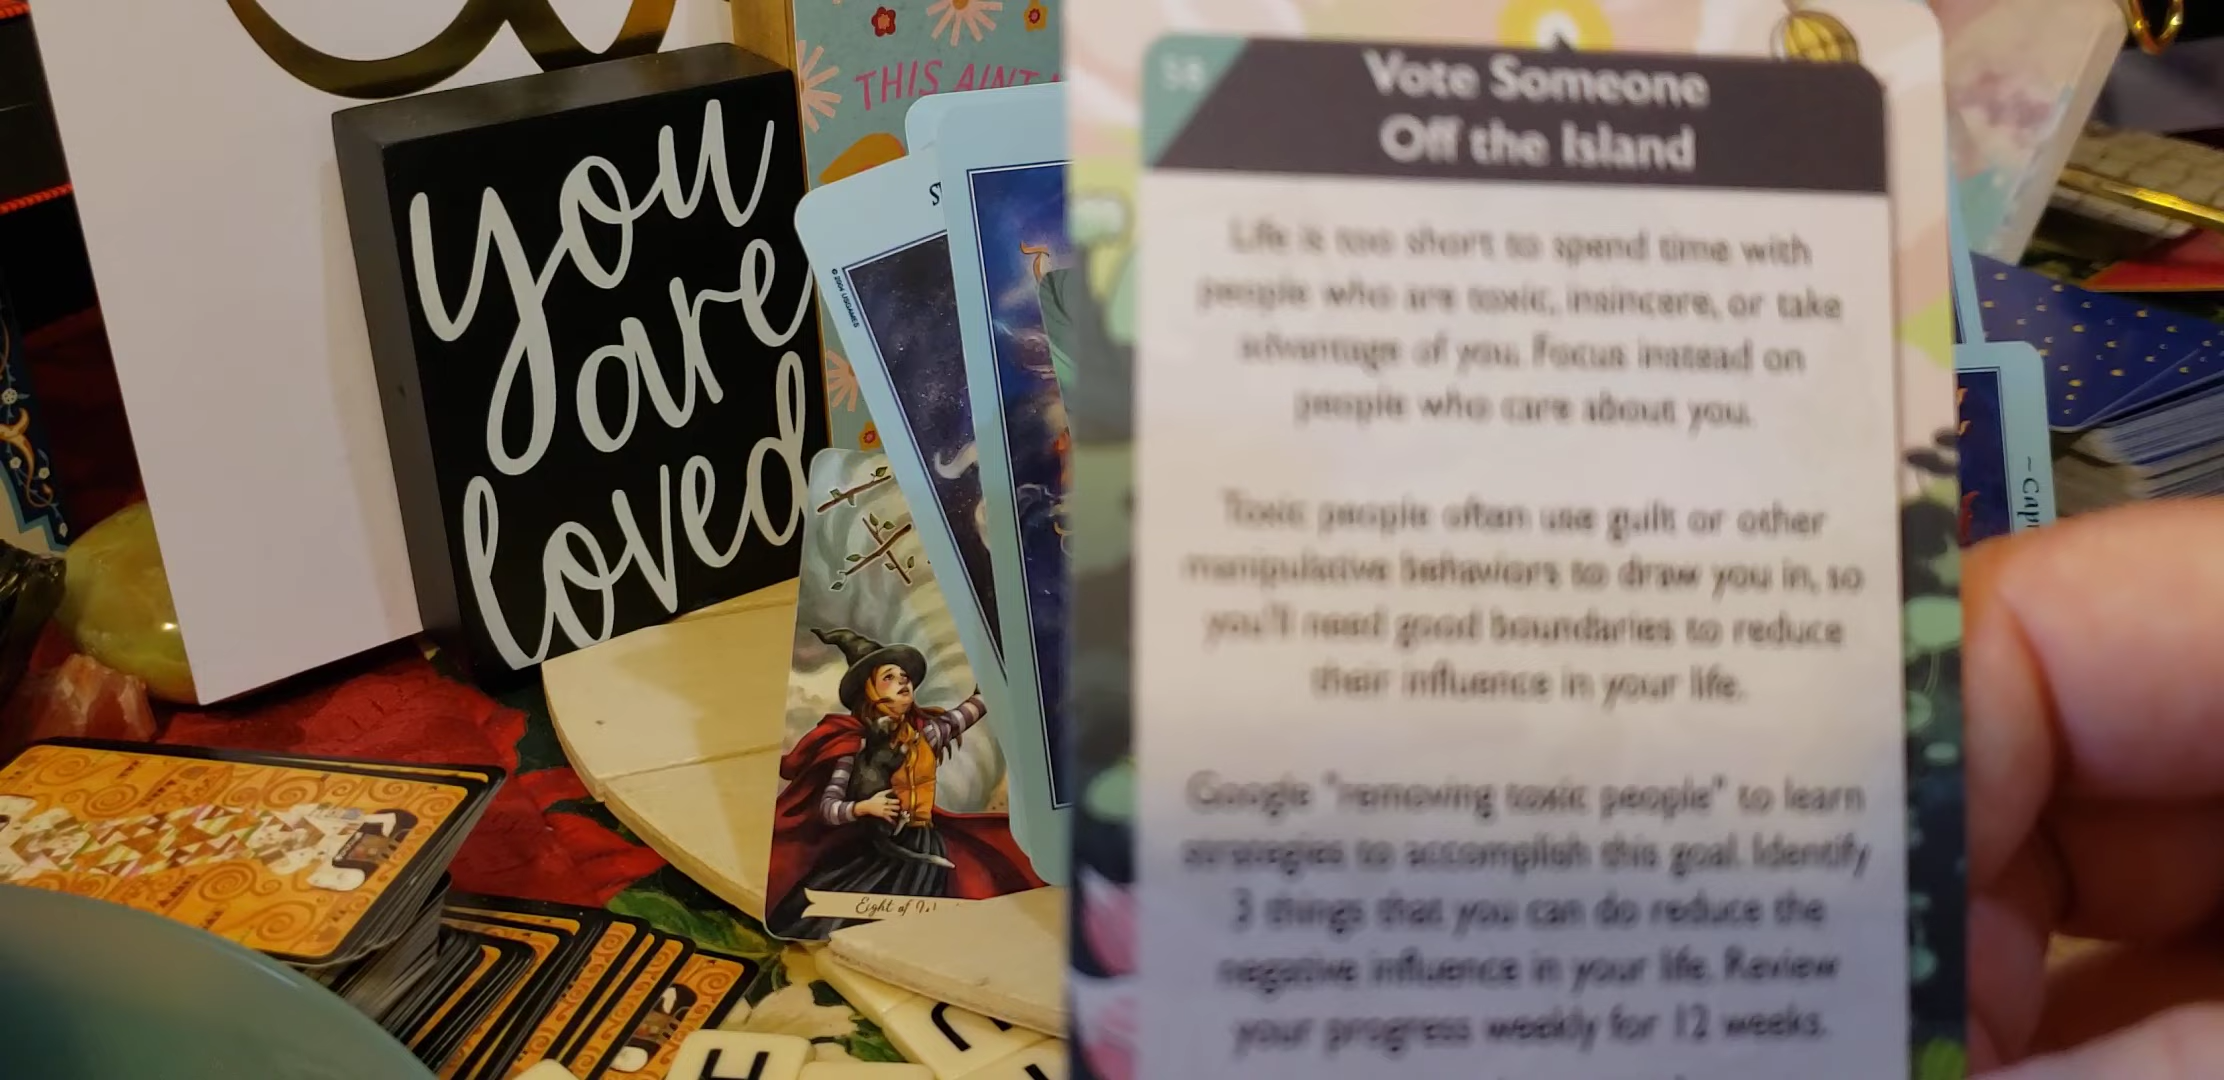 you
are
loved
THIS AINT
© 2004 USGAMES
Eight of
58
Vote Someone
Off the Island
Life is too short to spend time with
people who are toxic, insincere, or take
advantage of you. Focus instead on
people who care about you.
Toxic people often use guilt or other
manipulative behaviors to draw you in, so
you'll need good boundaries to reduce
their influence in your life.
Google "removing toxic people" to learn
strategies to accomplish this goal. Identify
3 things that you can do reduce the
negative influence in your life. Review
your progress weekly for 12 weeks.
H